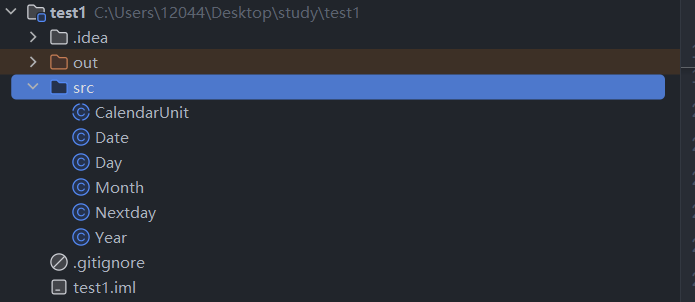 test1 C:\Users\12044\Desktop\study\test1
.idea
out
src
CalendarUnit
Date
Day
Month
Nextday
Year
.gitignore
test1.iml